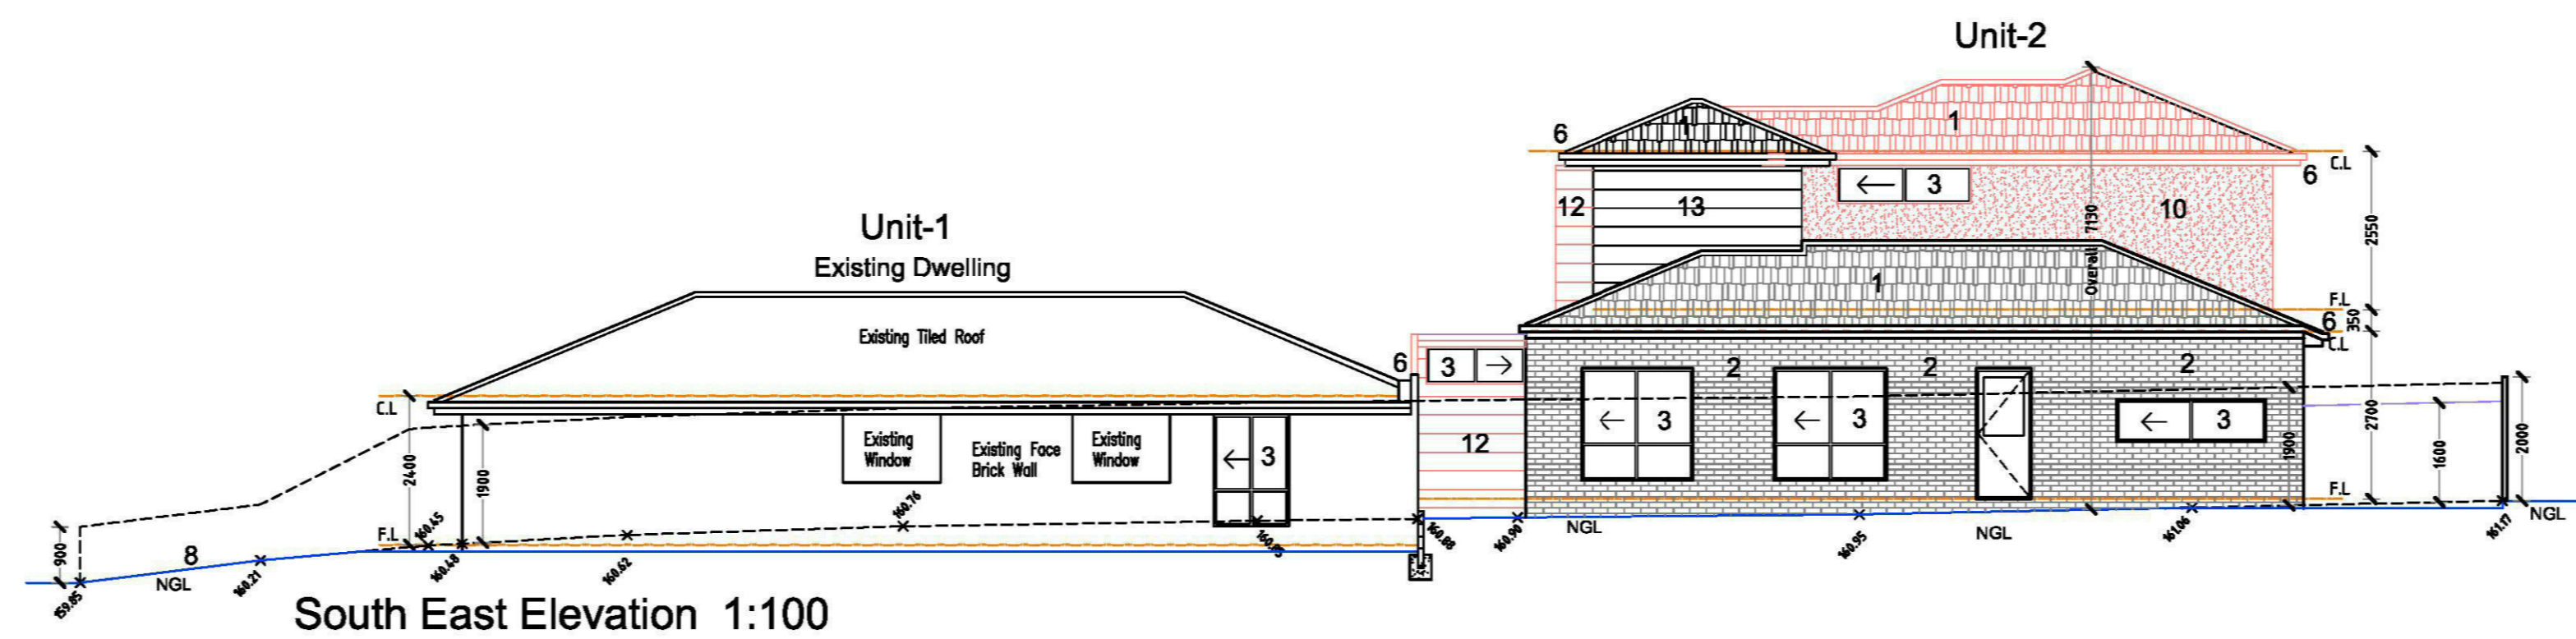 Unit-2
Unit-1
Existing Dwelling
Existing Tiled Roof
6
1
1
C.L
6
12
13
3
10
Overall 7130
2550
1
F.L
350
6
C.L
6
3
2
2
2
C.L
2400
1900
Existing
Window
Existing Face
Brick Wall
Existing
Window
3
12
3
3
3
1900
2700
1600
2000
F.L
F.L
900
8
NGL
159.85
160.21
160.45
160.48
160.62
160.76
160.88
160.90
NGL
160.95
NGL
161.06
161.17
NGL
South East Elevation 1:100